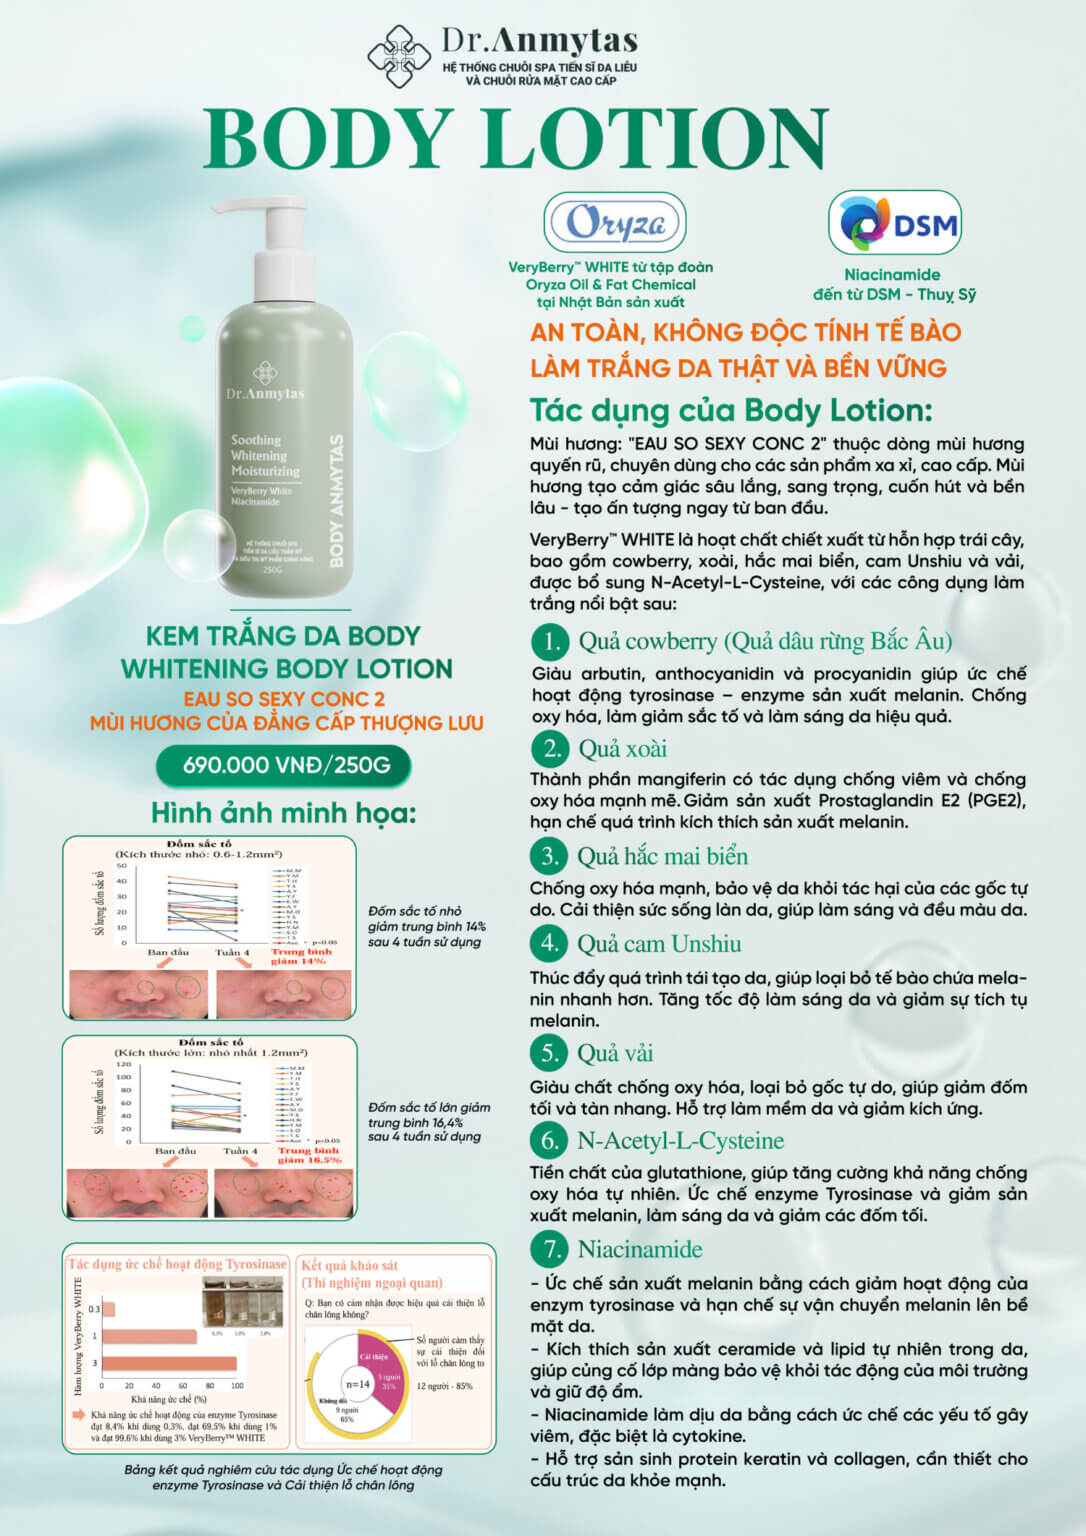 Dr.Anmytas
HỆ THỐNG CHUỖI SPA TIẾN SĨ DA LIỄU
VÀ CHUỖI RỬA MẶT CAO CẤP
BODY LOTION
Oryza
VeryBerry™ WHITE từ tập đoàn
Oryza Oil & Fat Chemical
tại Nhật Bản sản xuất
DSM
Niacinamide
đến từ DSM - Thuỵ Sỹ
AN TOÀN, KHÔNG ĐỘC TÍNH TẾ BÀO
LÀM TRẮNG DA THẬT VÀ BỀN VỮNG
Dr.Anmytas
Soothing
Whitening
Moisturizing
VeryBerry White
Niacinamide
BODY ANMYTAS
250G
KEM TRẮNG DA BODY
WHITENING BODY LOTION
EAU SO SEXY CONC 2
MÙI HƯƠNG CỦA ĐẲNG CẤP THƯỢNG LƯU
690.000 VNĐ/250G
Hình ảnh minh họa:
Đốm sắc tố
(Kích thước nhỏ: 0.6-1.2mm²)
Số lượng đốm sắc tố
50
40
30
20
10
0
Ban đầu
Tuần 4
* p<0.05
Trung bình
giảm 14%
Đốm sắc tố nhỏ
giảm trung bình 14%
sau 4 tuần sử dụng
Đốm sắc tố
(Kích thước lớn: nhỏ nhất 1.2mm²)
Số lượng đốm sắc tố
120
100
80
60
40
20
0
Ban đầu
Tuần 4
* p<0.05
Trung bình
giảm 16.5%
Đốm sắc tố lớn giảm
trung bình 16,4%
sau 4 tuần sử dụng
Tác dụng ức chế hoạt động Tyrosinase
Hàm lượng VeryBerry WHITE
0.3
1
3
0 20 40 60 80 100
Khả năng ức chế (%)
Khả năng ức chế hoạt động của enzyme Tyrosinase
đạt 8,4% khi dùng 0,3%, đạt 69,5% khi dùng 1%
và đạt 99,6% khi dùng 3% VeryBerry™ WHITE
Kết quả khảo sát
(Thí nghiệm ngoại quan)
Q: Bạn có cảm nhận được hiệu quả cải thiện lỗ
chân lông không?
Cải thiện
5 người
35%
n=14
Không đổi
9 người
65%
Số người cảm thấy
sự cải thiện đối
với lỗ chân lông to
12 người - 85%
Bảng kết quả nghiên cứu tác dụng Ức chế hoạt động
enzyme Tyrosinase và Cải thiện lỗ chân lông
Tác dụng của Body Lotion:
Mùi hương: "EAU SO SEXY CONC 2" thuộc dòng mùi hương
quyến rũ, chuyên dùng cho các sản phẩm xa xỉ, cao cấp. Mùi
hương tạo cảm giác sâu lắng, sang trọng, cuốn hút và bền
lâu - tạo ấn tượng ngay từ ban đầu.
VeryBerry™ WHITE là hoạt chất chiết xuất từ hỗn hợp trái cây,
bao gồm cowberry, xoài, hắc mai biển, cam Unshiu và vải,
được bổ sung N-Acetyl-L-Cysteine, với các công dụng làm
trắng nổi bật sau:
1. Quả cowberry (Quả dâu rừng Bắc Âu)
Giàu arbutin, anthocyanidin và procyanidin giúp ức chế
hoạt động tyrosinase – enzyme sản xuất melanin. Chống
oxy hóa, làm giảm sắc tố và làm sáng da hiệu quả.
2. Quả xoài
Thành phần mangiferin có tác dụng chống viêm và chống
oxy hóa mạnh mẽ. Giảm sản xuất Prostaglandin E2 (PGE2),
hạn chế quá trình kích thích sản xuất melanin.
3. Quả hắc mai biển
Chống oxy hóa mạnh, bảo vệ da khỏi tác hại của các gốc tự
do. Cải thiện sức sống làn da, giúp làm sáng và đều màu da.
4. Quả cam Unshiu
Thúc đẩy quá trình tái tạo da, giúp loại bỏ tế bào chứa mela-
nin nhanh hơn. Tăng tốc độ làm sáng da và giảm sự tích tụ
melanin.
5. Quả vải
Giàu chất chống oxy hóa, loại bỏ gốc tự do, giúp giảm đốm
tối và tàn nhang. Hỗ trợ làm mềm da và giảm kích ứng.
6. N-Acetyl-L-Cysteine
Tiền chất của glutathione, giúp tăng cường khả năng chống
oxy hóa tự nhiên. Ức chế enzyme Tyrosinase và giảm sản
xuất melanin, làm sáng da và giảm các đốm tối.
7. Niacinamide
- Ức chế sản xuất melanin bằng cách giảm hoạt động của
enzym tyrosinase và hạn chế sự vận chuyển melanin lên bề
mặt da.
- Kích thích sản xuất ceramide và lipid tự nhiên trong da,
giúp củng cố lớp màng bảo vệ khỏi tác động của môi trường
và giữ độ ẩm.
- Niacinamide làm dịu da bằng cách ức chế các yếu tố gây
viêm, đặc biệt là cytokine.
- Hỗ trợ sản sinh protein keratin và collagen, cần thiết cho
cấu trúc da khỏe mạnh.